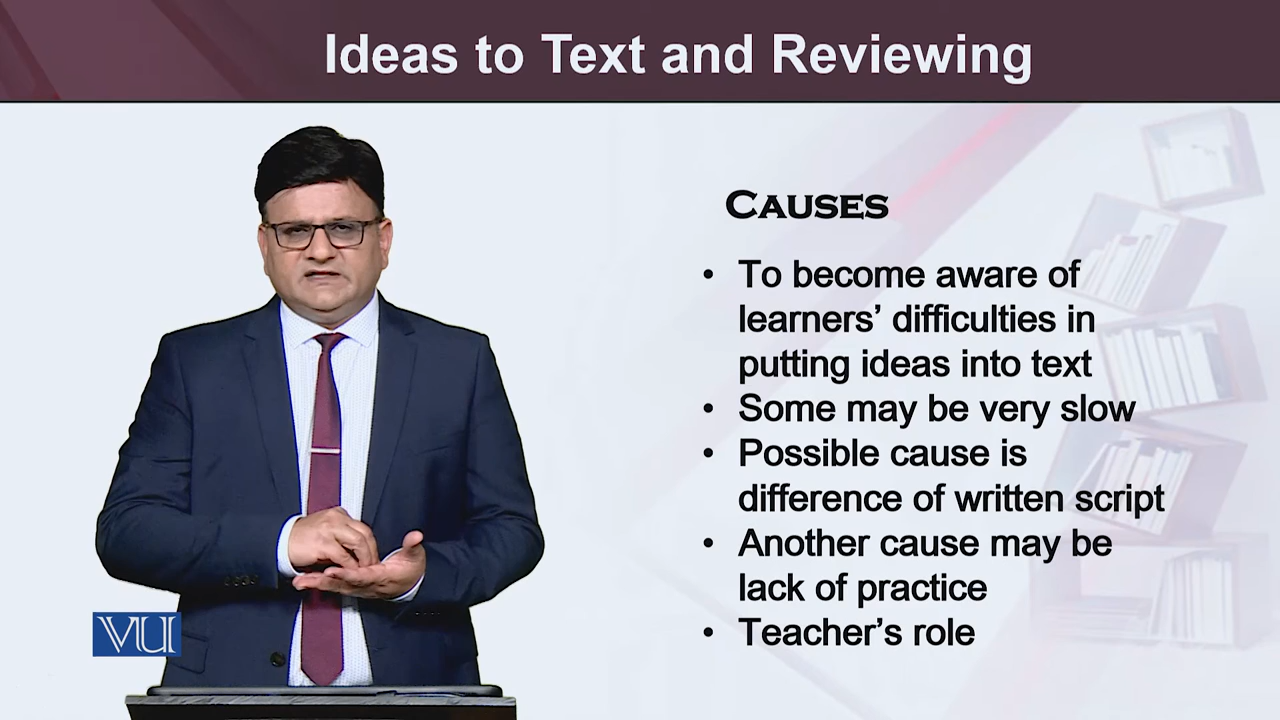 Ideas to Text and Reviewing
CAUSES
• To become aware of
learners’ difficulties in
putting ideas into text
• Some may be very slow
• Possible cause is
difference of written script
• Another cause may be
lack of practice
• Teacher’s role
VU